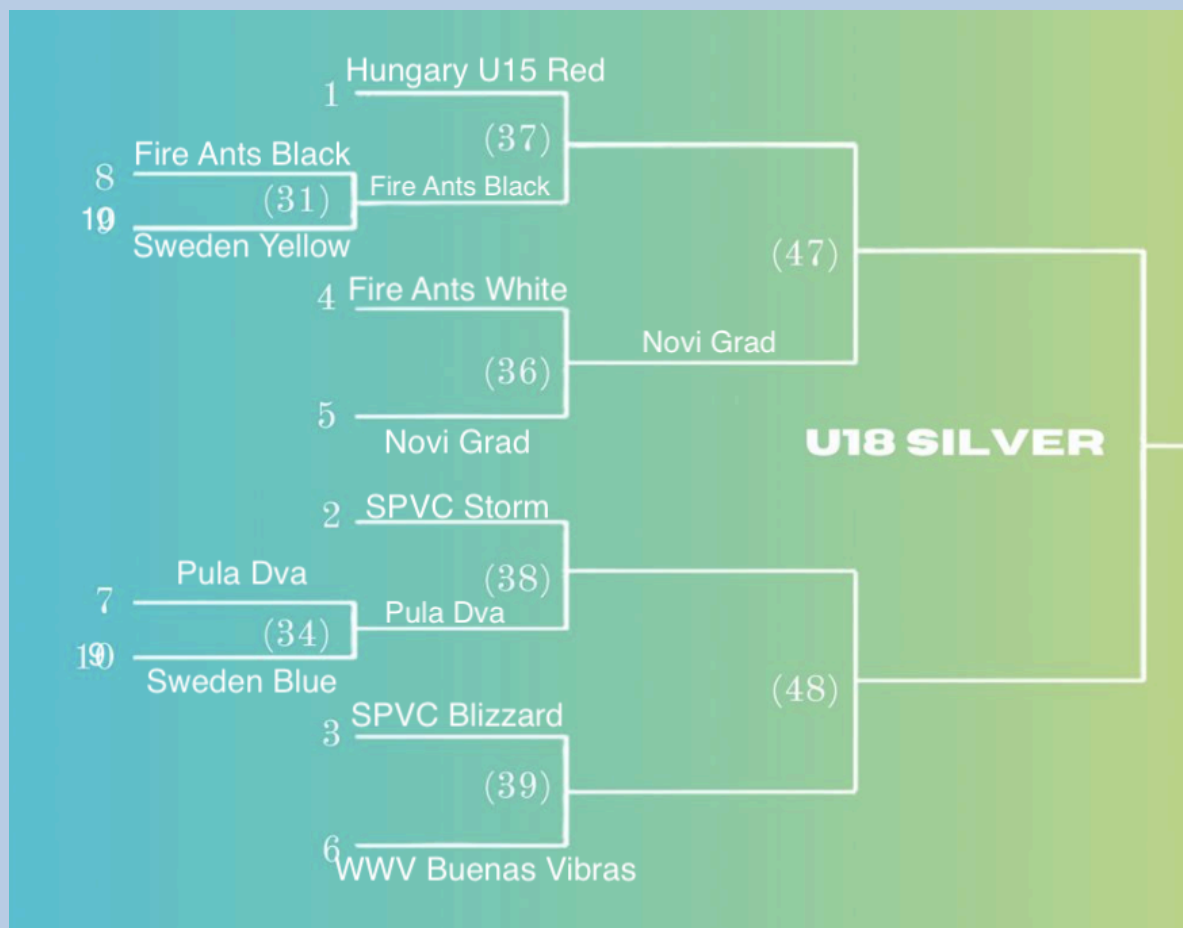 Hungary U15 Red
1
(37)
Fire Ants Black
8
(31)
Fire Ants Black
Sweden Yellow
(47)
4
Fire Ants White
(36)
Novi Grad
5
Novi Grad
U18 SILVER
2
SPVC Storm
(38)
Pula Dva
7
(34)
Pula Dva
Sweden Blue
(48)
3
SPVC Blizzard
(39)
6
WWV Buenas Vibras